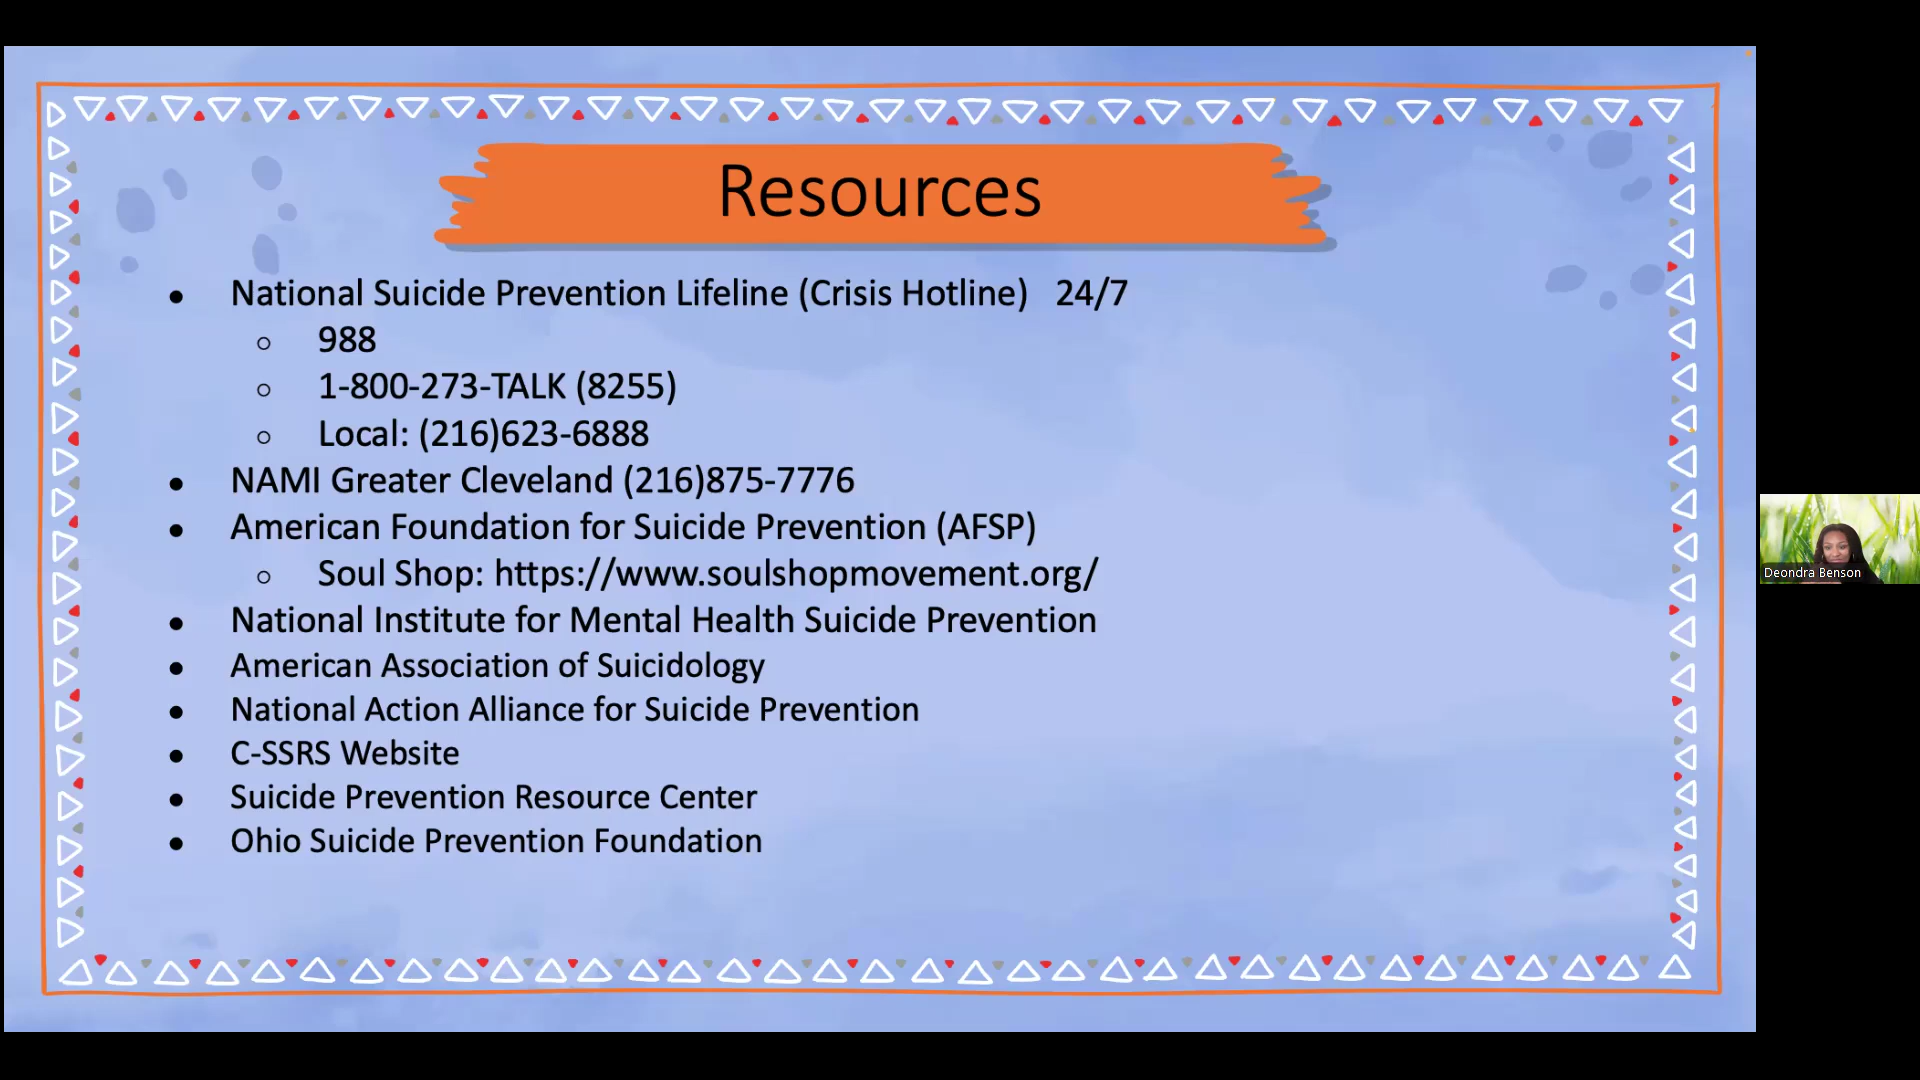 Resources
● National Suicide Prevention Lifeline (Crisis Hotline) 24/7
○ 988
○ 1-800-273-TALK (8255)
○ Local: (216)623-6888
● NAMI Greater Cleveland (216)875-7776
● American Foundation for Suicide Prevention (AFSP)
○ Soul Shop: https://www.soulshopmovement.org/
● National Institute for Mental Health Suicide Prevention
● American Association of Suicidology
● National Action Alliance for Suicide Prevention
● C-SSRS Website
● Suicide Prevention Resource Center
● Ohio Suicide Prevention Foundation
Deondra Benson